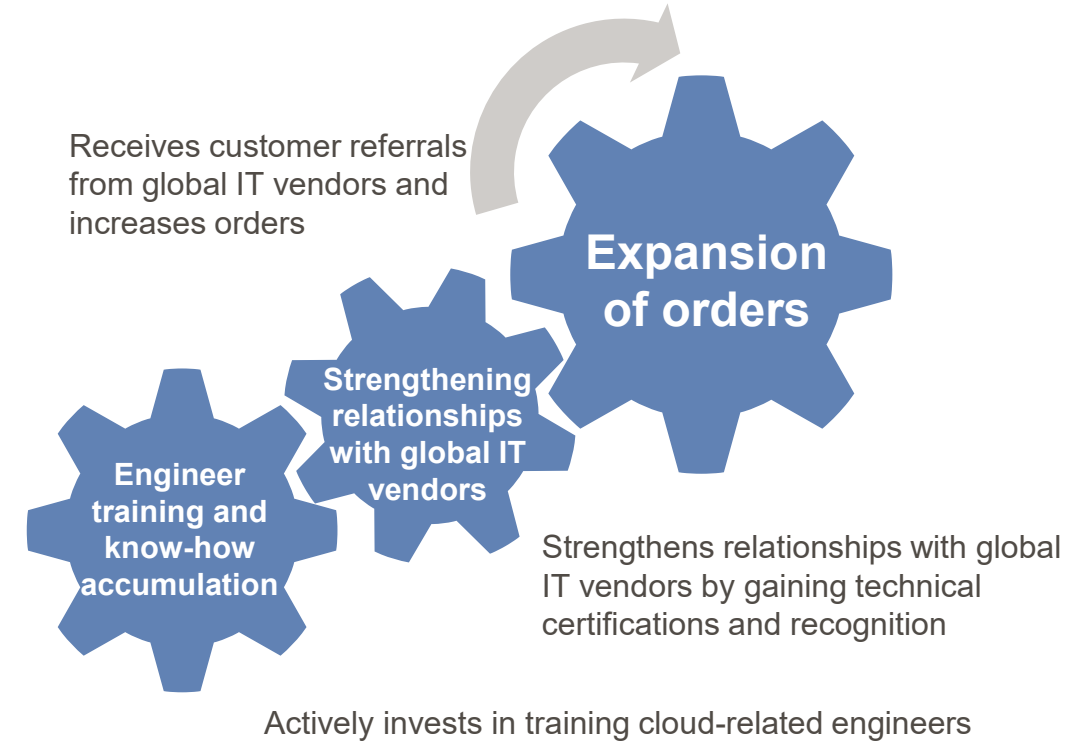 Receives customer referrals
from global IT vendors and
increases orders
Expansion
of orders
Strengthening
relationships
with global IT
vendors
Engineer
training and
know-how
accumulation
Strengthens relationships with global
IT vendors by gaining technical
certifications and recognition
Actively invests in training cloud-related engineers